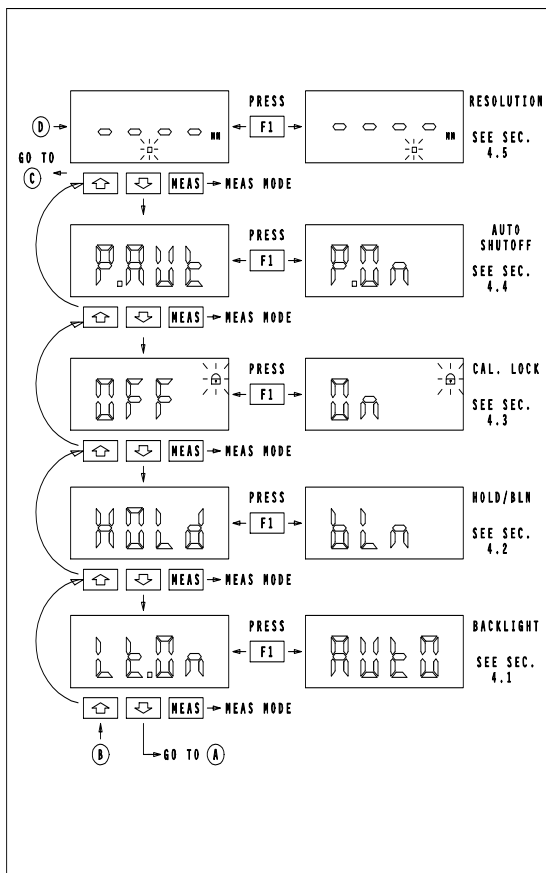 PRESS RESOLUTION
D - - - - MM F1 - - - - MM
SEE SEC.
4.5
GO TO
C
MEAS MEAS MODE
PRESS AUTO
SHUTOFF
P.AUt F1 P.On
SEE SEC.
4.4
MEAS MEAS MODE
PRESS CAL. LOCK
OFF F1 On
SEE SEC.
4.3
MEAS MEAS MODE
PRESS HOLD/BLN
HOLd F1 bLn
SEE SEC.
4.2
MEAS MEAS MODE
PRESS BACKLIGHT
Lt.On F1 AUtO
SEE SEC.
4.1
MEAS MEAS MODE
B GO TO A